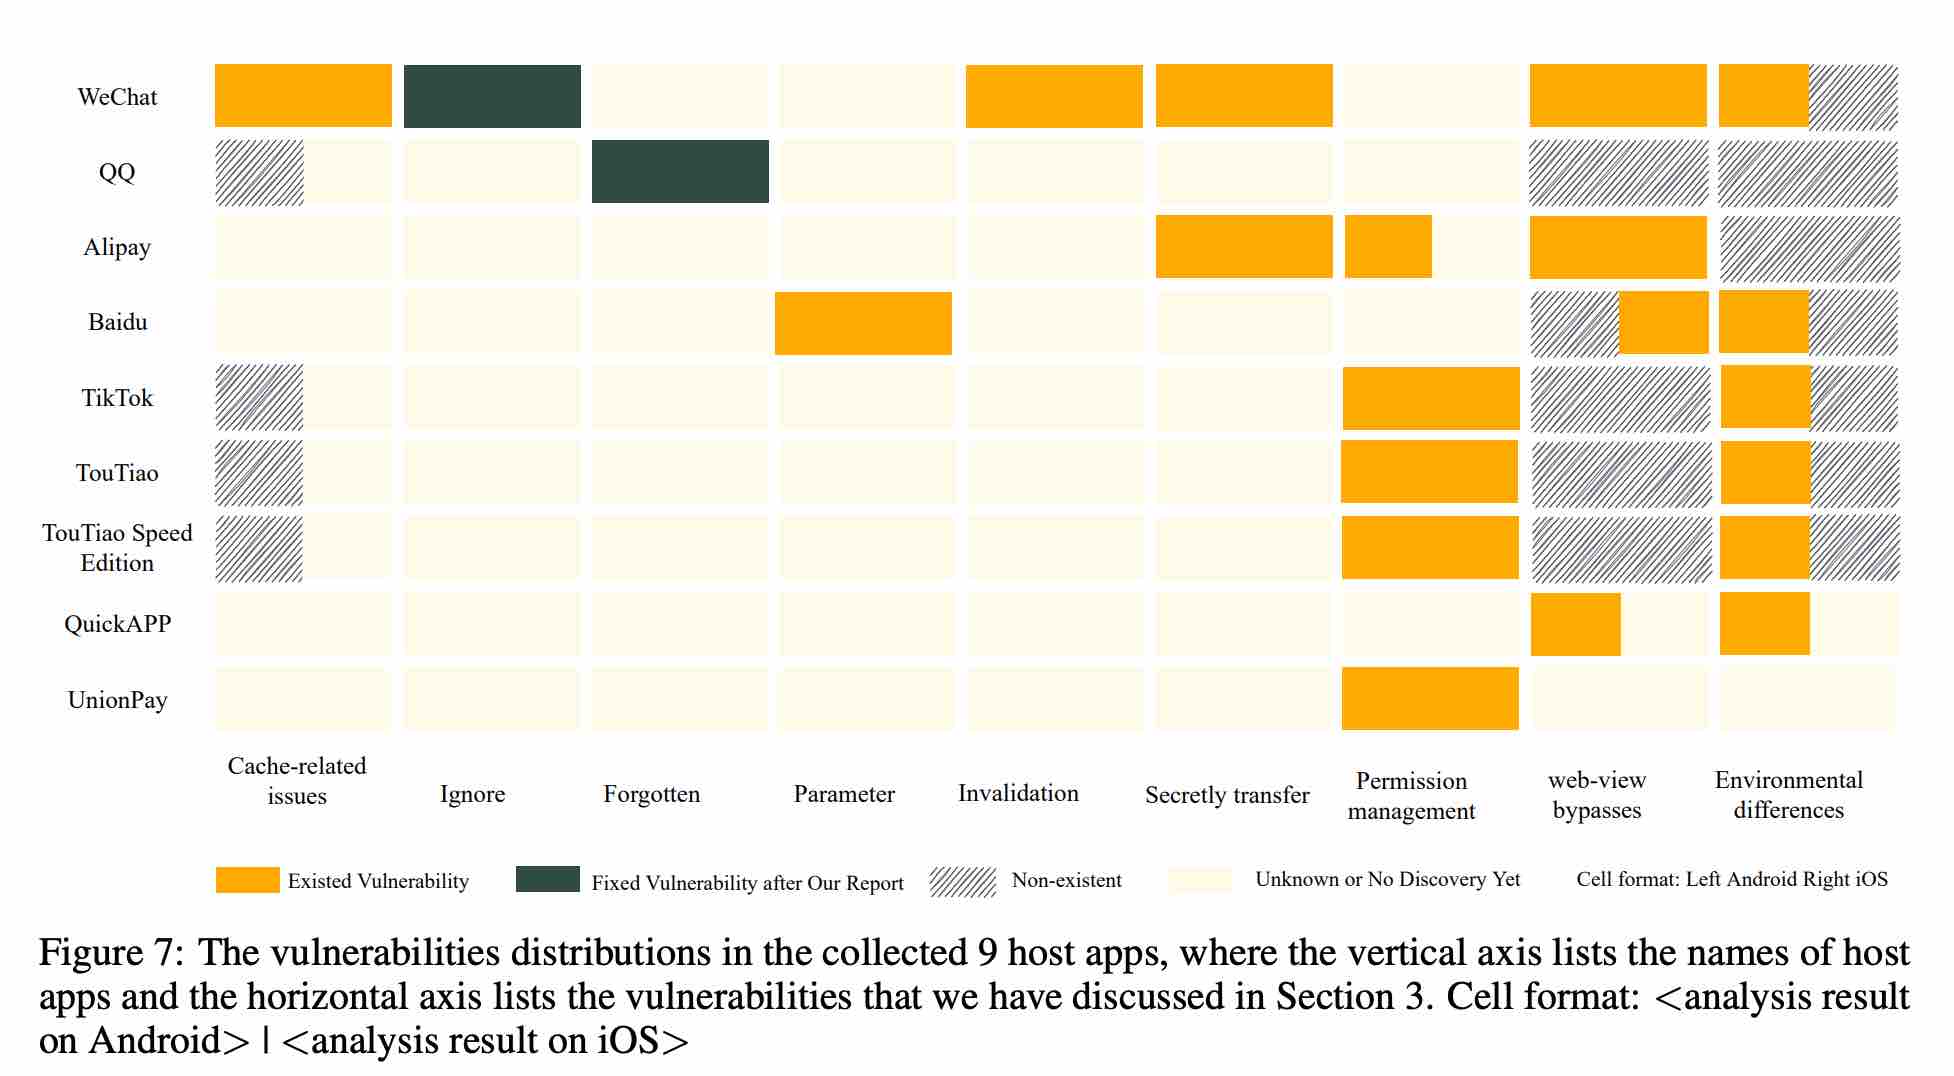 WeChat
QQ
Alipay
Baidu
TikTok
TouTiao
TouTiao Speed
Edition
QuickAPP
UnionPay
Cache-related
issues
Ignore
Forgotten
Parameter
Invalidation
Secretly transfer
Permission
management
web-view
bypasses
Environmental
differences
Existed Vulnerability
Fixed Vulnerability after Our Report
Non-existent
Unknown or No Discovery Yet
Cell format: Left Android Right iOS
Figure 7: The vulnerabilities distributions in the collected 9 host apps, where the vertical axis lists the names of host
apps and the horizontal axis lists the vulnerabilities that we have discussed in Section 3. Cell format: <analysis result
on Android> | <analysis result on iOS>